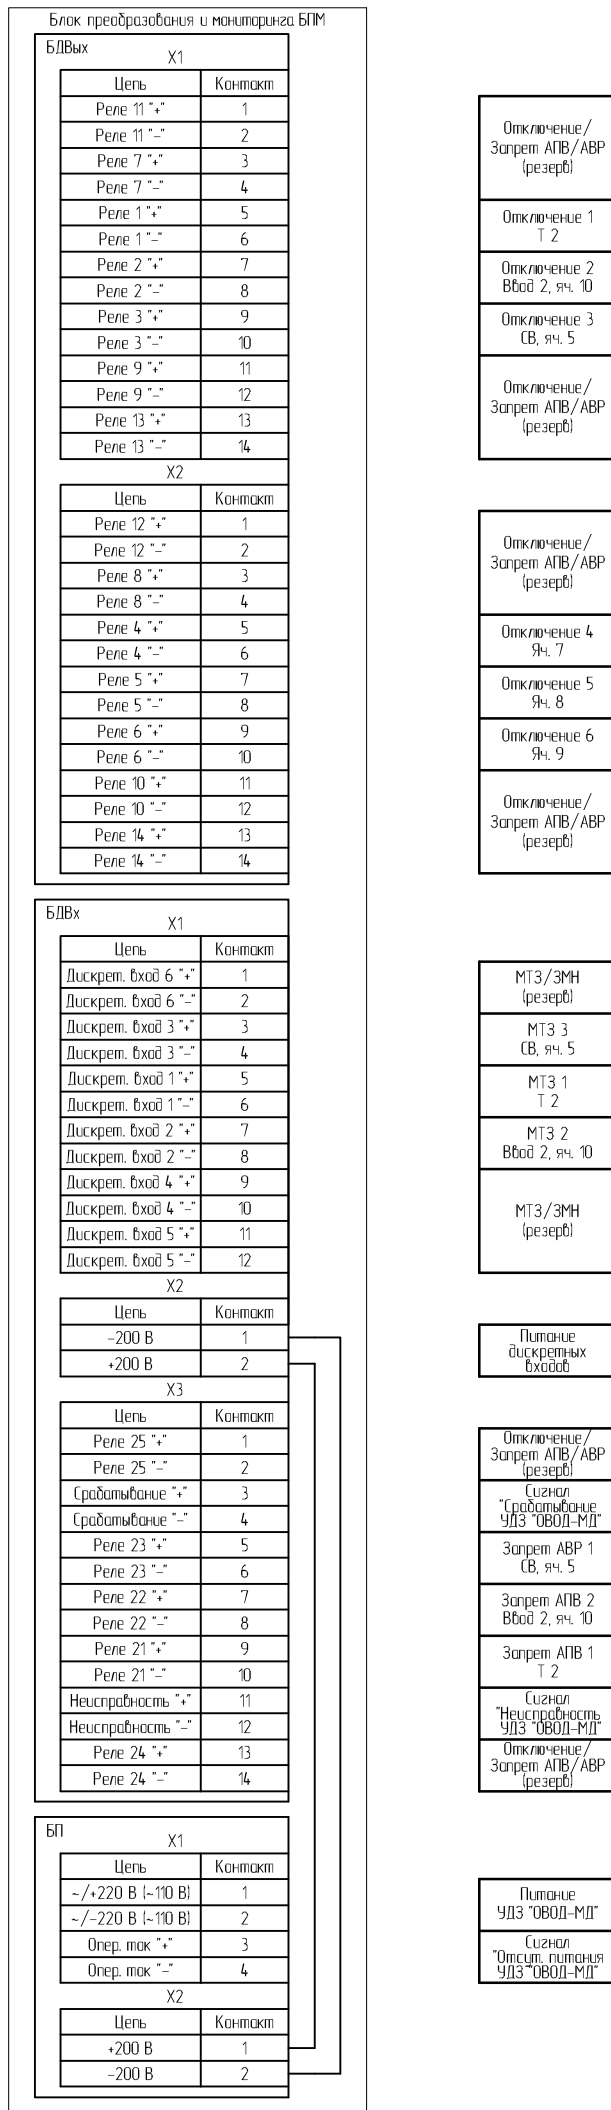 Блок преобразования и мониторинга БПМ
БДВых
X1
Цепь Контакт
Реле 11 "+" 1
Реле 11 "–" 2
Реле 7 "+" 3
Реле 7 "–" 4
Реле 1 "+" 5
Реле 1 "–" 6
Реле 2 "+" 7
Реле 2 "–" 8
Реле 3 "+" 9
Реле 3 "–" 10
Реле 9 "+" 11
Реле 9 "–" 12
Реле 13 "+" 13
Реле 13 "–" 14
X2
Цепь Контакт
Реле 12 "+" 1
Реле 12 "–" 2
Реле 8 "+" 3
Реле 8 "–" 4
Реле 4 "+" 5
Реле 4 "–" 6
Реле 5 "+" 7
Реле 5 "–" 8
Реле 6 "+" 9
Реле 6 "–" 10
Реле 10 "+" 11
Реле 10 "–" 12
Реле 14 "+" 13
Реле 14 "–" 14
БДВх
X1
Цепь Контакт
Дискрет. вход 6 "+" 1
Дискрет. вход 6 "–" 2
Дискрет. вход 3 "+" 3
Дискрет. вход 3 "–" 4
Дискрет. вход 1 "+" 5
Дискрет. вход 1 "–" 6
Дискрет. вход 2 "+" 7
Дискрет. вход 2 "–" 8
Дискрет. вход 4 "+" 9
Дискрет. вход 4 "–" 10
Дискрет. вход 5 "+" 11
Дискрет. вход 5 "–" 12
X2
Цепь Контакт
–200 В 1
+200 В 2
X3
Цепь Контакт
Реле 25 "+" 1
Реле 25 "–" 2
Срабатывание "+" 3
Срабатывание "–" 4
Реле 23 "+" 5
Реле 23 "–" 6
Реле 22 "+" 7
Реле 22 "–" 8
Реле 21 "+" 9
Реле 21 "–" 10
Неисправность "+" 11
Неисправность "–" 12
Реле 24 "+" 13
Реле 24 "–" 14
БП
X1
Цепь Контакт
~/+220 В (~110 В) 1
~/–220 В (~110 В) 2
Опер. ток "+" 3
Опер. ток "–" 4
X2
Цепь Контакт
+200 В 1
–200 В 2
Отключение/
Запрет АПВ/АВР
(резерв)
Отключение 1
Т 2
Отключение 2
Ввод 2, яч. 10
Отключение 3
СВ, яч. 5
Отключение/
Запрет АПВ/АВР
(резерв)
Отключение/
Запрет АПВ/АВР
(резерв)
Отключение 4
Яч. 7
Отключение 5
Яч. 8
Отключение 6
Яч. 9
Отключение/
Запрет АПВ/АВР
(резерв)
МТЗ/ЗМН
(резерв)
МТЗ 3
СВ, яч. 5
МТЗ 1
Т 2
МТЗ 2
Ввод 2, яч. 10
МТЗ/ЗМН
(резерв)
Питание
дискретных
входов
Отключение/
Запрет АПВ/АВР
(резерв)
Сигнал
"Срабатывание
УДЗ "ОВОД–МД"
Запрет АВР 1
СВ, яч. 5
Запрет АПВ 2
Ввод 2, яч. 10
Запрет АПВ 1
Т 2
Сигнал
"Неисправность
УДЗ "ОВОД–МД"
Отключение/
Запрет АПВ/АВР
(резерв)
Питание
УДЗ "ОВОД–МД"
Сигнал
"Отсут. питания
УДЗ "ОВОД–МД"